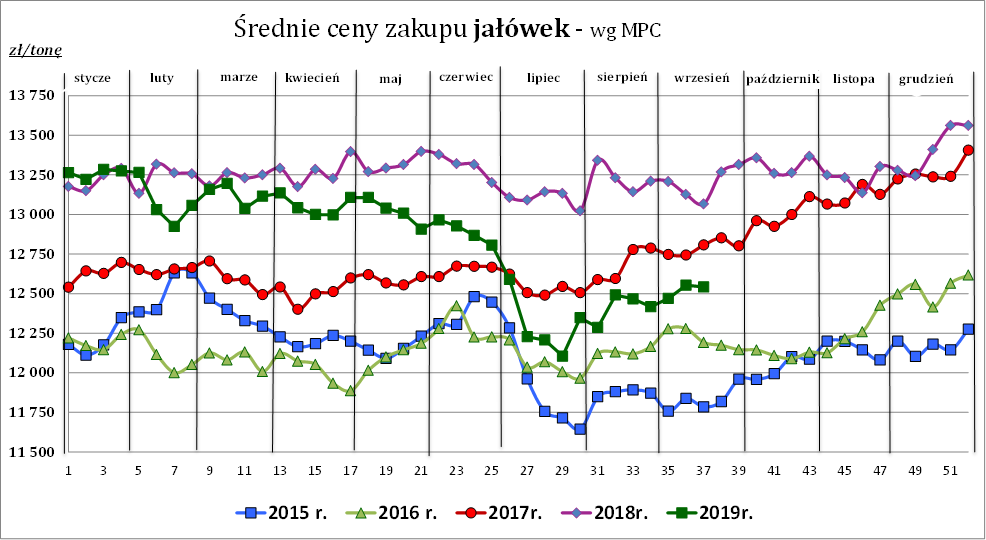 Średnie ceny zakupu jałówek - wg MPC
zł/tonę
stycze luty marze kwiecień maj czerwiec lipiec sierpień wrzesień październik listopa grudzień
13 750
13 500
13 250
13 000
12 750
12 500
12 250
12 000
11 750
11 500
1 3 5 7 9 11 13 15 17 19 21 23 25 27 29 31 33 35 37 39 41 43 45 47 49 51
2015 r. 2016 r. 2017r. 2018r. 2019r.